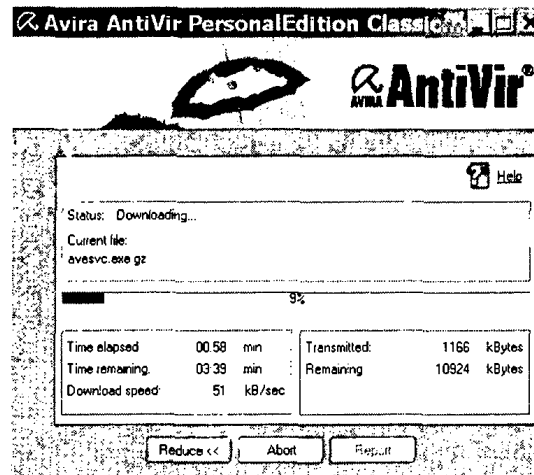 Avira AntiVir PersonalEdition Classic
AVIRA AntiVir®
Help
Status: Downloading...
Current file:
avesvc.exe gz
9%
Time elapsed 00.58 min
Time remaining. 03:39 min
Download speed: 51 kB/sec
Transmitted: 1166 kBytes
Remaining 10924 kBytes
Reduce << Abort Report